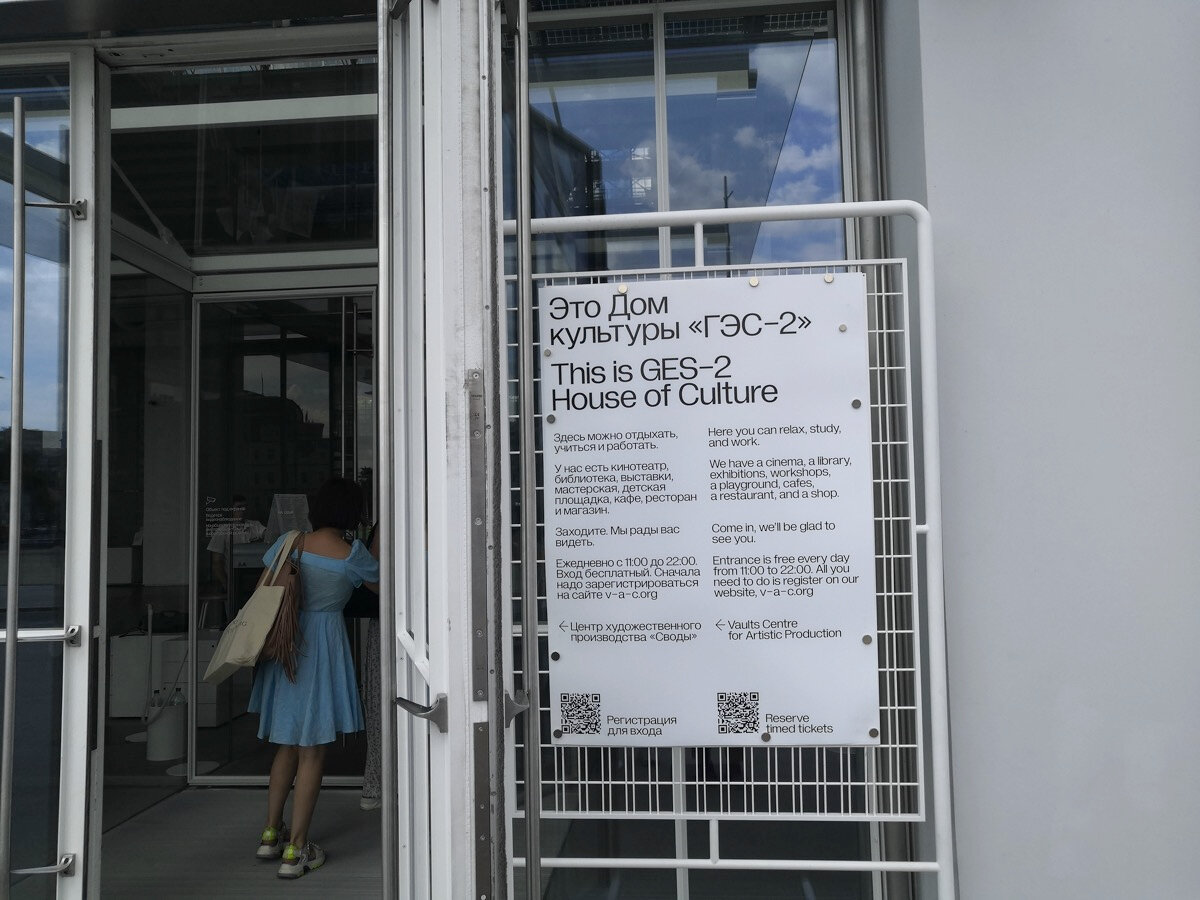 Это Дом
культуры «ГЭС-2»
This is GES-2
House of Culture
Здесь можно отдыхать,
учиться и работать.
У нас есть кинотеатр,
библиотека, выставки,
мастерская, детская
площадка, кафе, ресторан
и магазин.
Заходите. Мы рады вас
видеть.
Ежедневно с 11:00 до 22:00.
Вход бесплатный. Сначала
надо зарегистрироваться
на сайте v-a-c.org
←Центр художественного
производства «Своды»
Here you can relax, study,
and work.
We have a cinema, a library,
exhibitions, workshops,
a playground, cafes,
a restaurant, and a shop.
Come in, we'll be glad to
see you.
Entrance is free every day
from 11:00 to 22:00. All you
need to do is register on our
website, v-a-c.org
← Vaults Centre
for Artistic Production
Регистрация
для входа
Reserve
timed tickets